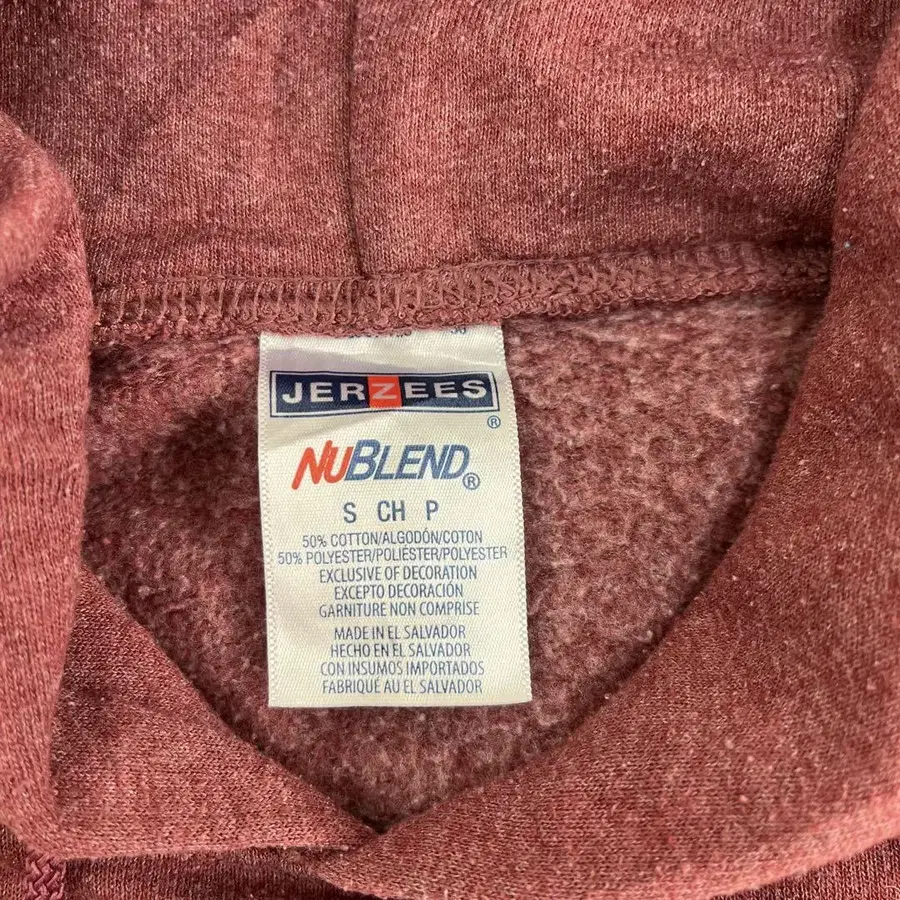 JERZEES
®
NUBLEND®
S CH P
50% COTTON/ALGODÓN/COTON
50% POLYESTER/POLIÉSTER/POLYESTER
EXCLUSIVE OF DECORATION
EXCEPTO DECORACIÓN
GARNITURE NON COMPRISE
MADE IN EL SALVADOR
HECHO EN EL SALVADOR
CON INSUMOS IMPORTADOS
FABRIQUÉ AU EL SALVADOR